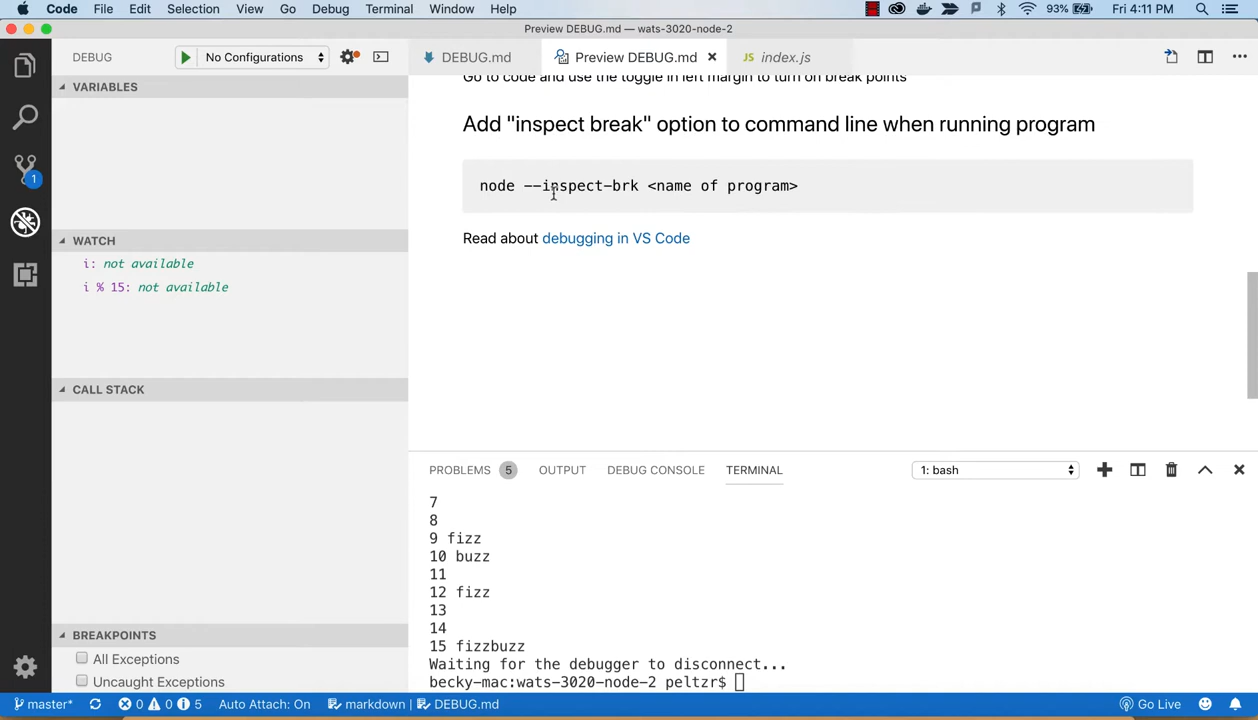 Code File Edit Selection View Go Debug Terminal Window Help 93% Fri 4:11 PM
Preview DEBUG.md — wats-3020-node-2
DEBUG No Configurations DEBUG.md Preview DEBUG.md index.js
VARIABLES
Go to code and use the toggle in left margin to turn on break points
Add "inspect break" option to command line when running program
node --inspect-brk <name of program>
1
Read about debugging in VS Code
WATCH
i: not available
i % 15: not available
CALL STACK
PROBLEMS 5 OUTPUT DEBUG CONSOLE TERMINAL 1: bash
7
8
9 fizz
10 buzz
11
12 fizz
13
14
15 fizzbuzz
Waiting for the debugger to disconnect...
becky-mac:wats-3020-node-2 peltzr$
BREAKPOINTS
All Exceptions
Uncaught Exceptions
master* 0 0 5 Auto Attach: On markdown | DEBUG.md Go Live